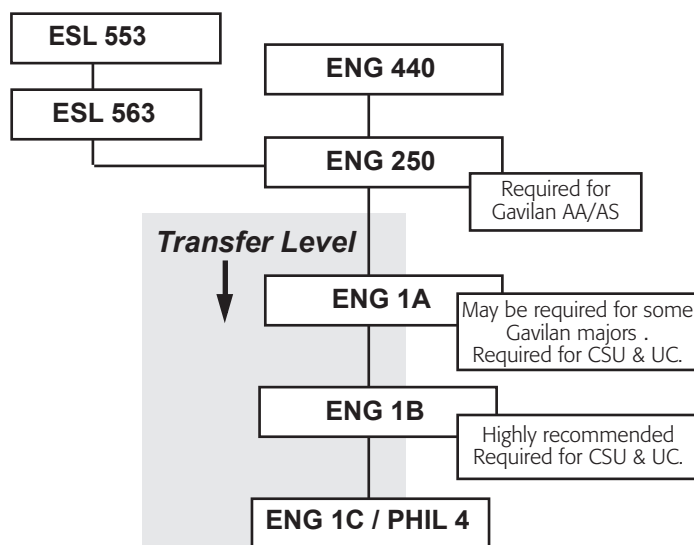 ESL 553
ENG 440
ESL 563
ENG 250
Required for
Gavilan AA/AS
Transfer Level
ENG 1A
May be required for some
Gavilan majors .
Required for CSU & UC.
ENG 1B
Highly recommended
Required for CSU & UC.
ENG 1C / PHIL 4